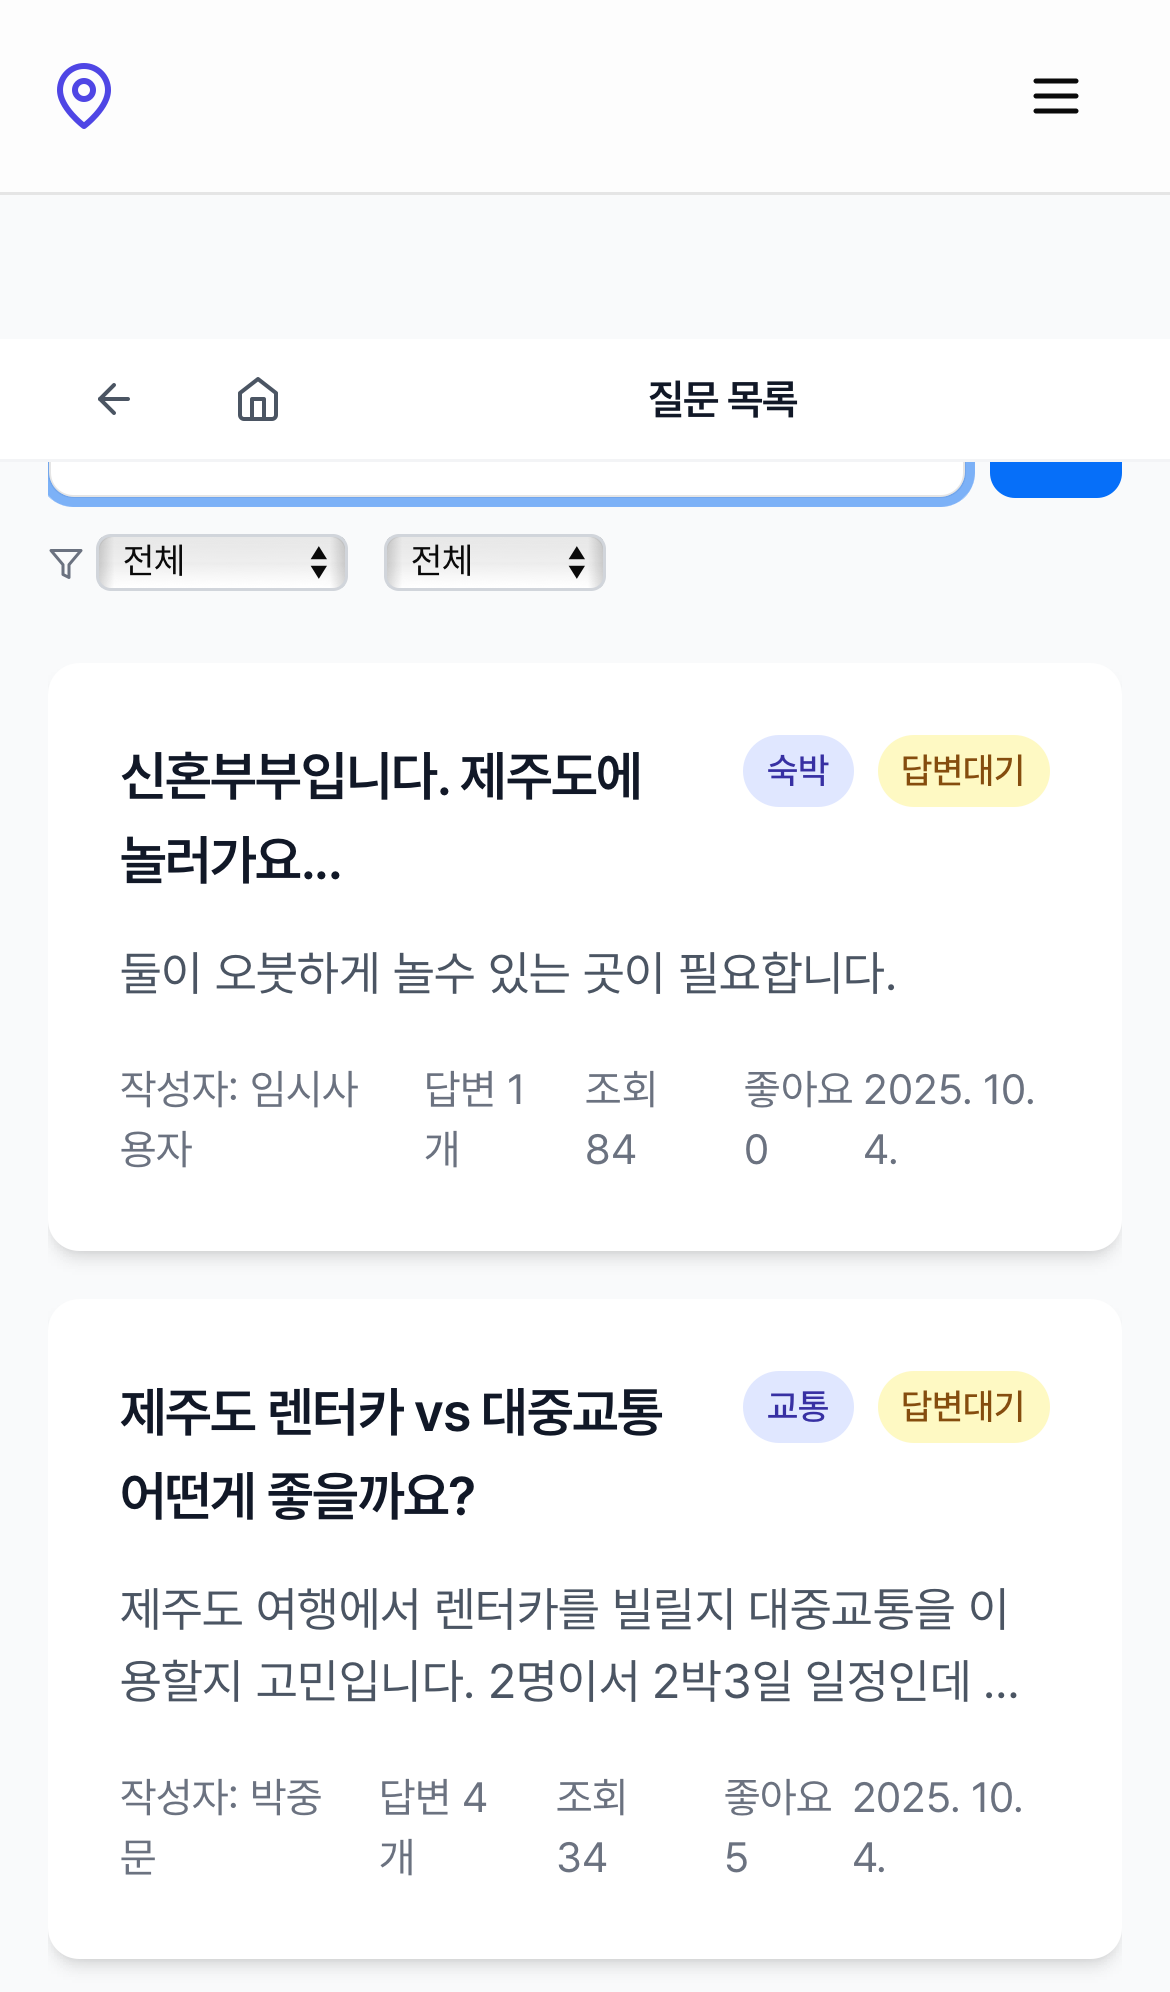 질문 목록
전체 전체
신혼부부입니다. 제주도에
놀러가요...
숙박 답변대기
둘이 오붓하게 놀수 있는 곳이 필요합니다.
작성자: 임시사
용자
답변 1
개
조회
84
좋아요
0
2025. 10.
4.
제주도 렌터카 vs 대중교통
어떤게 좋을까요?
교통 답변대기
제주도 여행에서 렌터카를 빌릴지 대중교통을 이
용할지 고민입니다. 2명이서 2박3일 일정인데 ...
작성자: 박중
문
답변 4
개
조회
34
좋아요
5
2025. 10.
4.